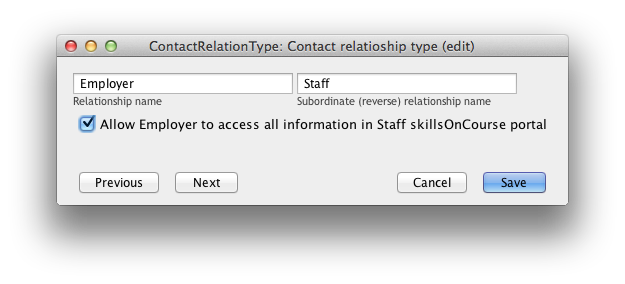 ContactRelationType: Contact relatioship type (edit)
Employer Staff
Relationship name Subordinate (reverse) relationship name
Allow Employer to access all information in Staff skillsOnCourse portal
Previous Next Cancel Save